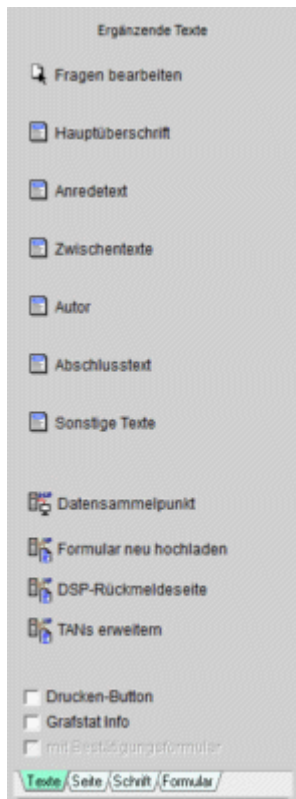 Ergänzende Texte
Fragen bearbeiten
Hauptüberschrift
Anredetext
Zwischentexte
Autor
Abschlusstext
Sonstige Texte
Datensammelpunkt
Formular neu hochladen
DSP-Rückmeldeseite
TANs erweitern
Drucken-Button
Grafstat Info
mit Bestätigungsformular
Texte Seite Schrift Formular